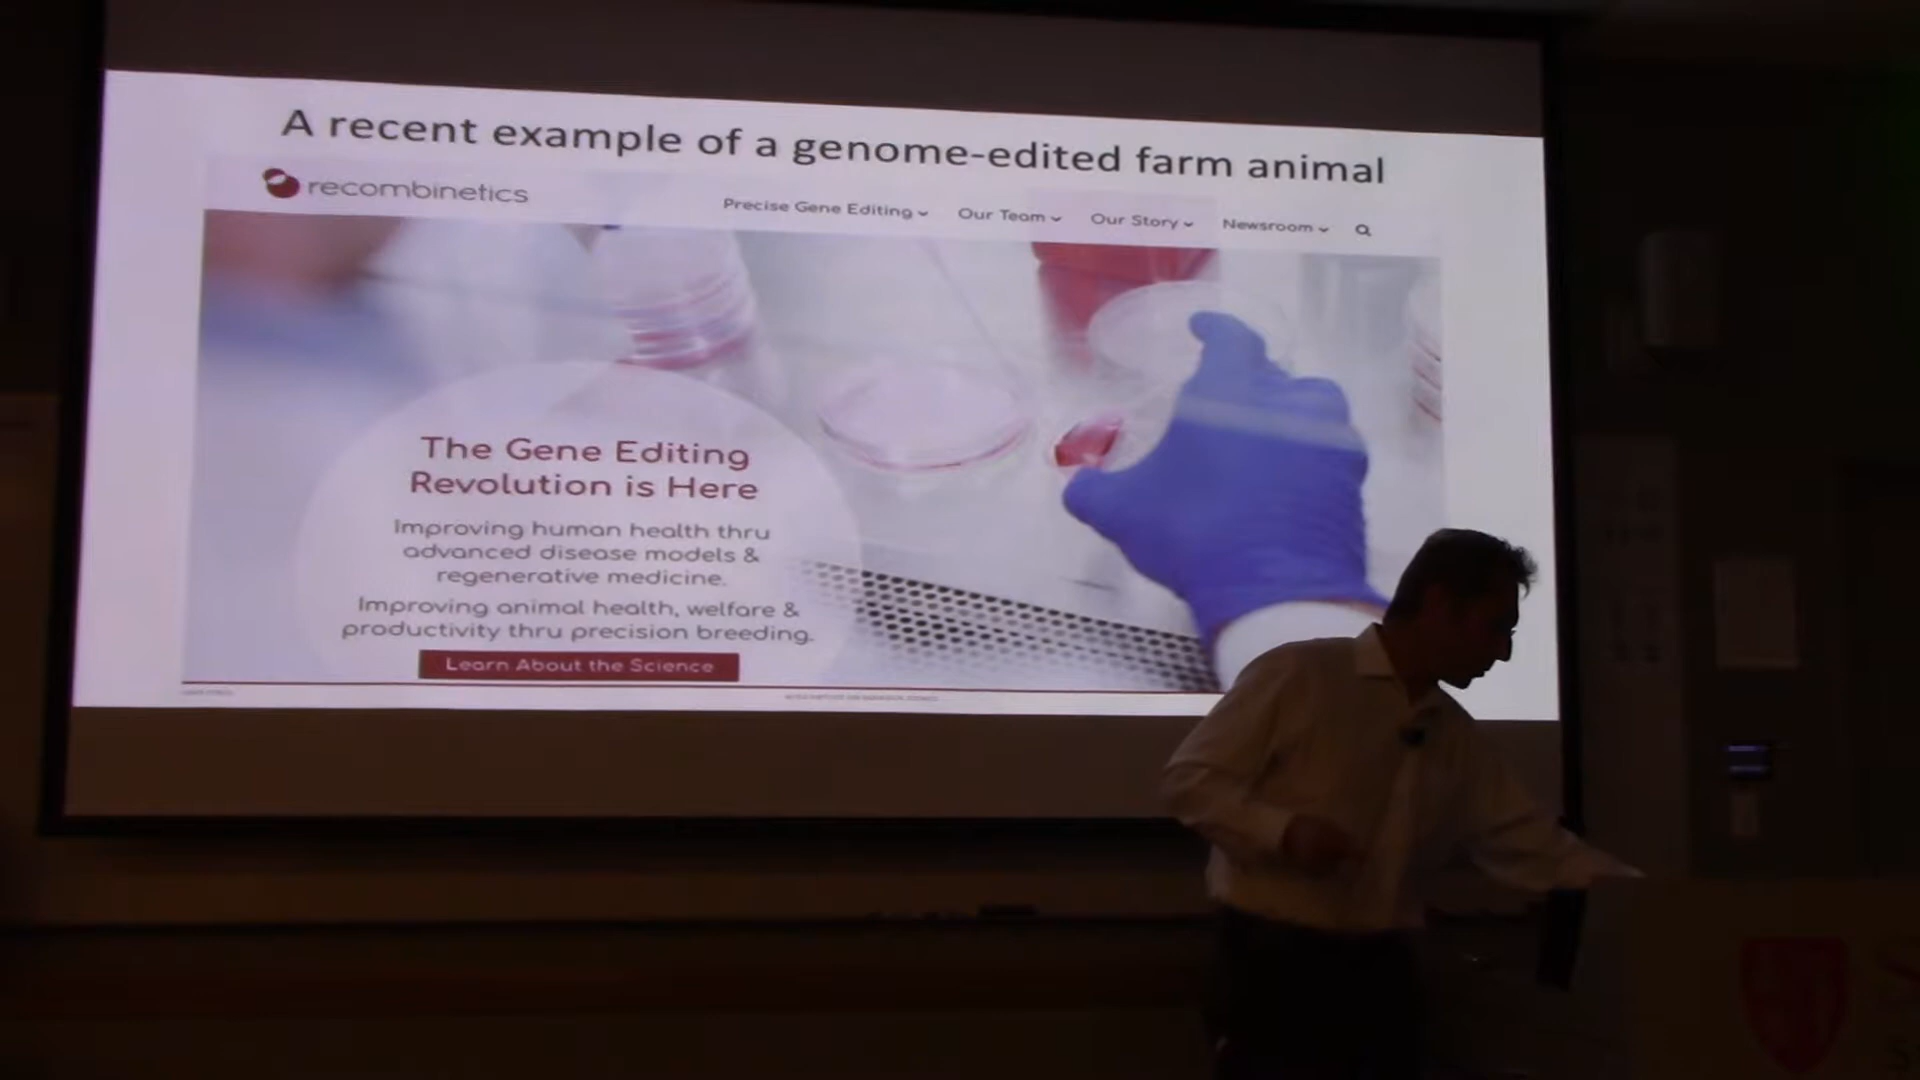 A recent example of a genome-edited farm animal
recombinetics
Precise Gene Editing Our Team Our Story Newsroom
The Gene Editing
Revolution is Here
Improving human health thru
advanced disease models &
regenerative medicine.
Improving animal health, welfare &
productivity thru precision breeding.
Learn About the Science